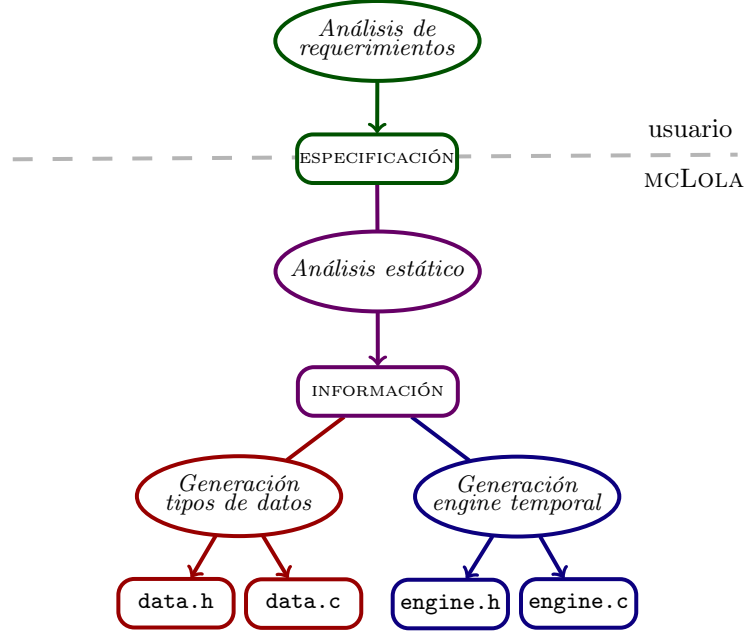 Análisis de
requerimientos
usuario
ESPECIFICACIÓN
MCLOLA
Análisis estático
INFORMACIÓN
Generación
tipos de datos
Generación
engine temporal
data.h
data.c
engine.h
engine.c